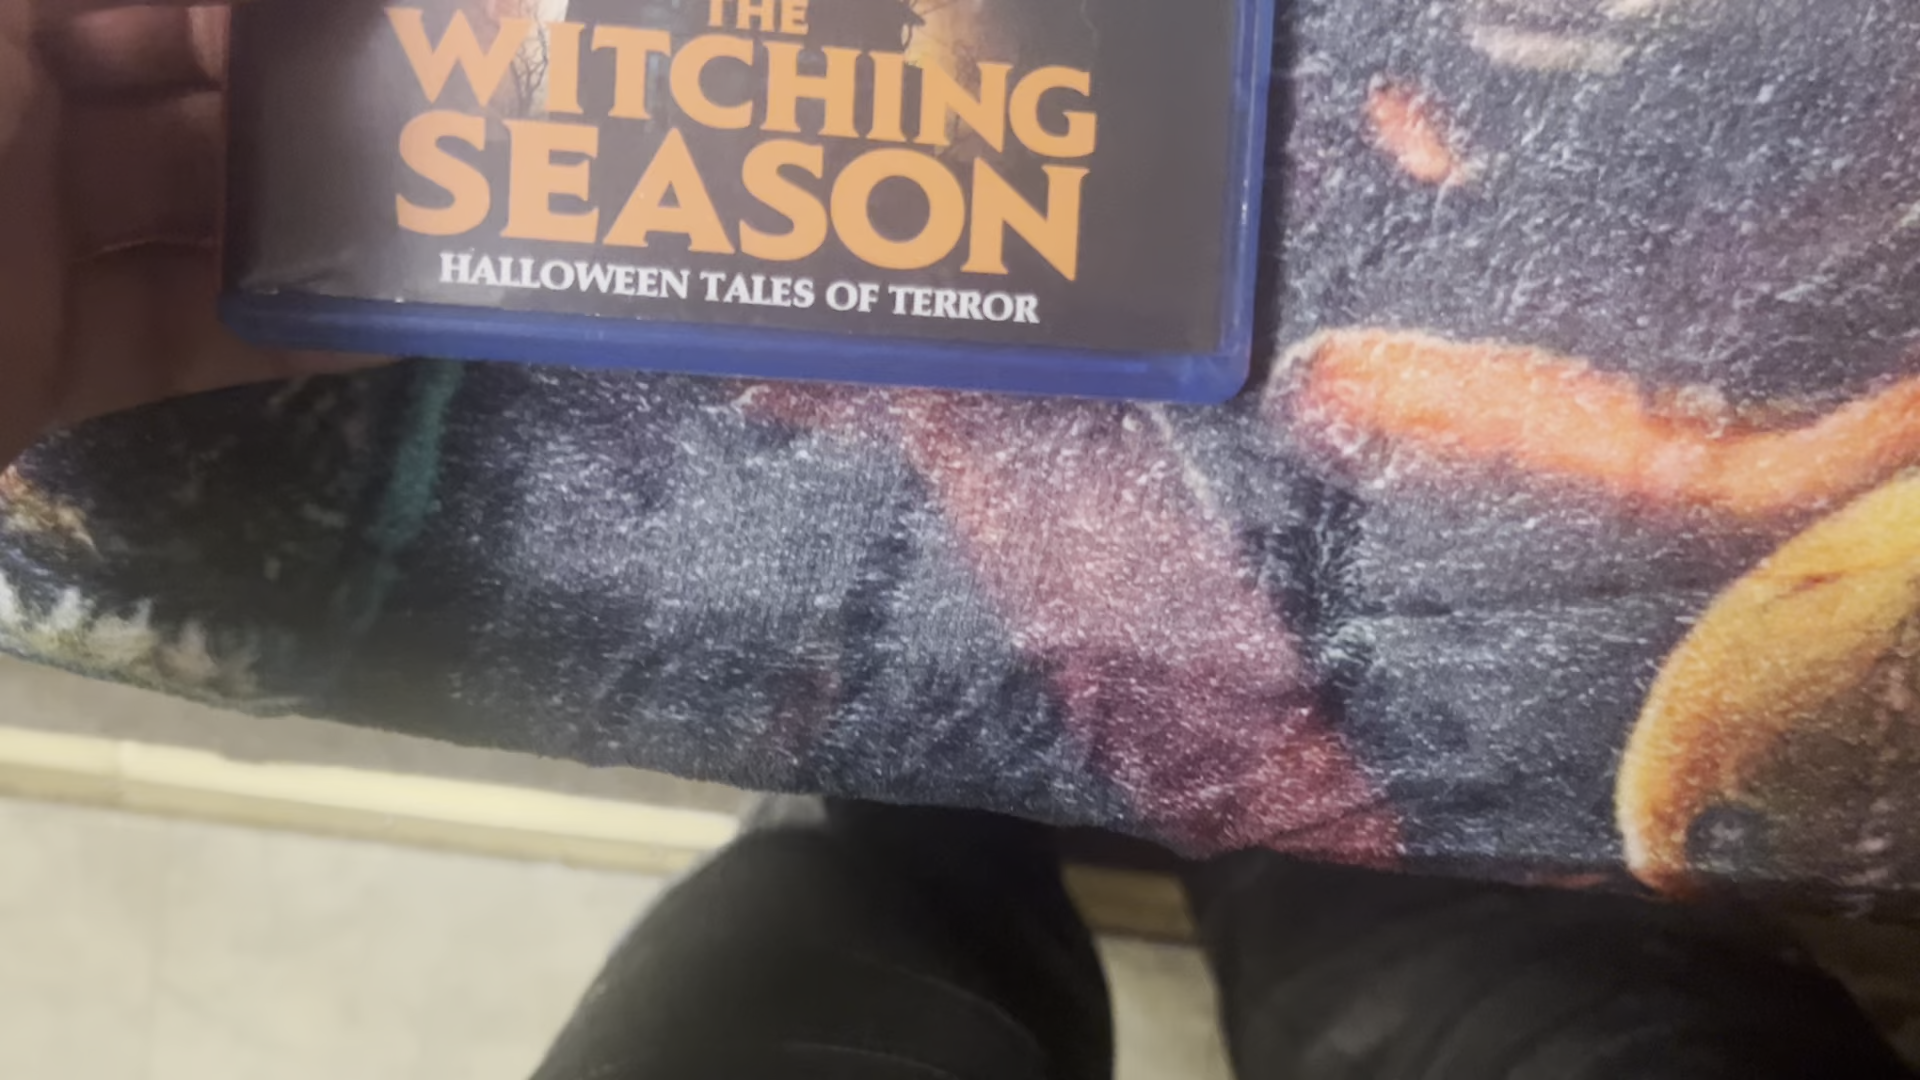 THE
WITCHING
SEASON
HALLOWEEN TALES OF TERROR